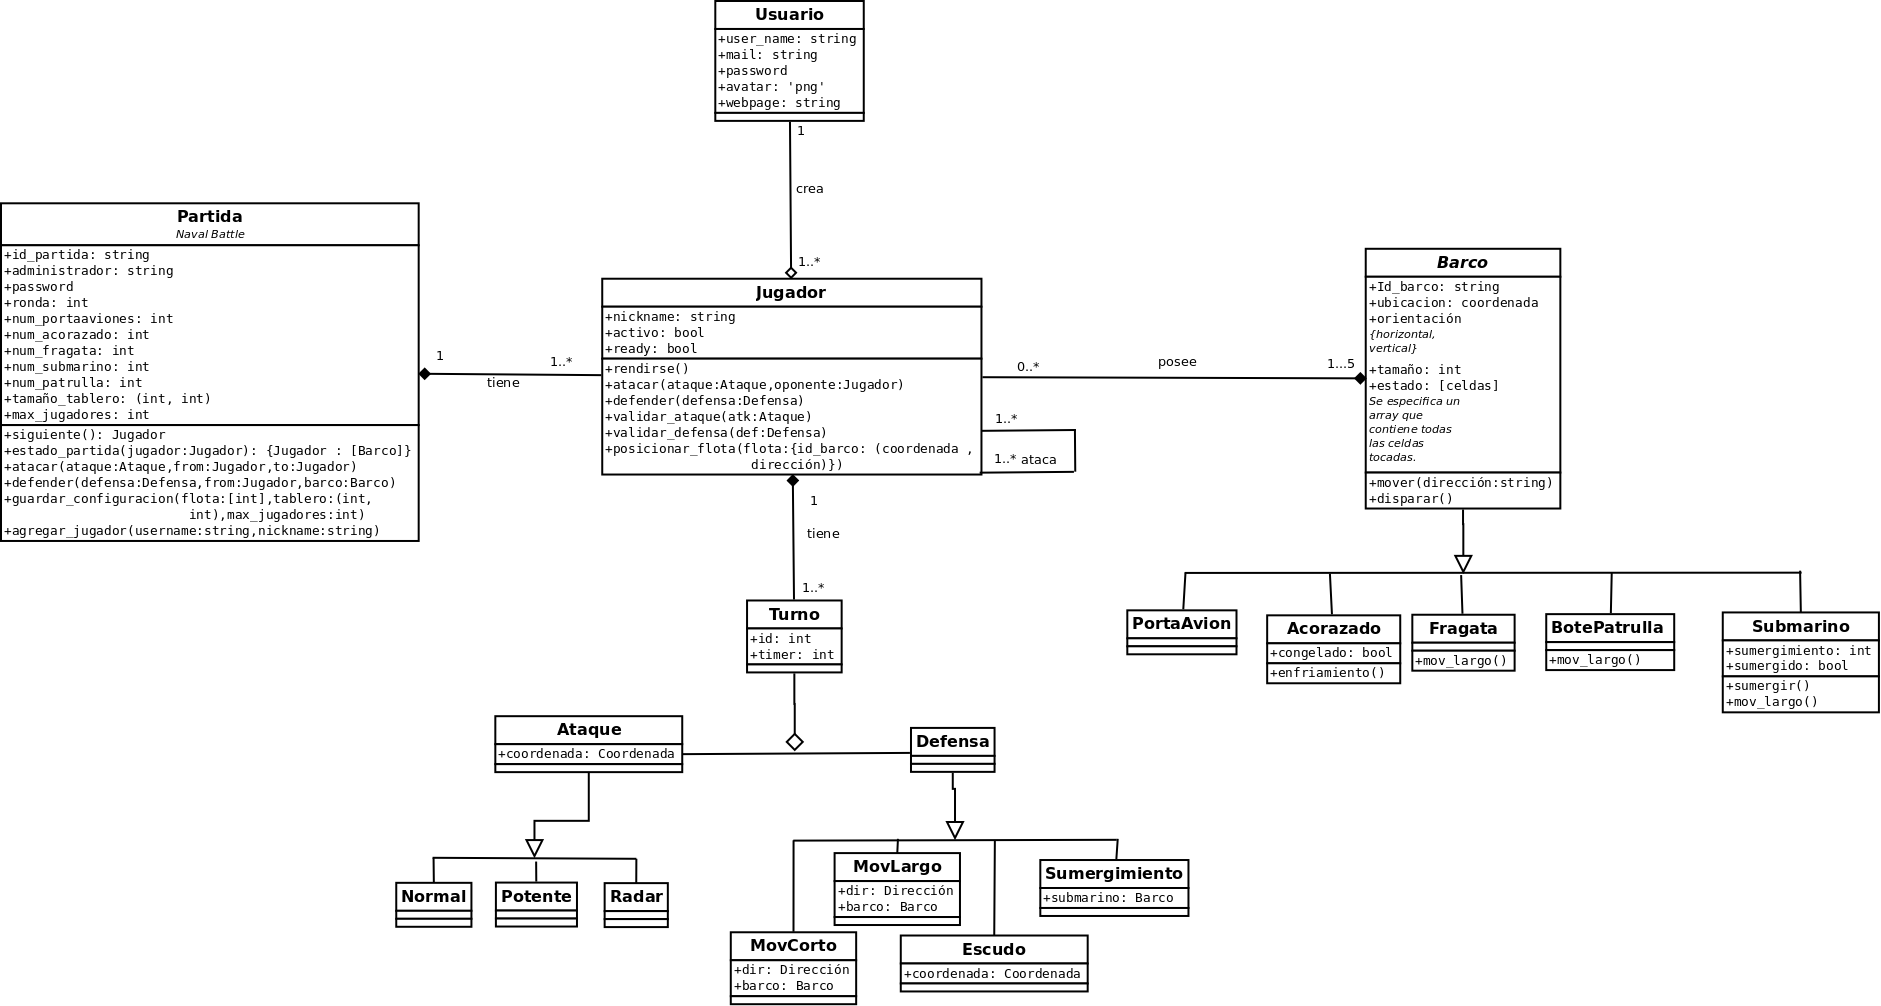 Usuario
+user_name: string
+mail: string
+password
+avatar: 'png'
+webpage: string
1
crea
1..*
Partida
Naval Battle
+id_partida: string
+administrador: string
+password
+ronda: int
+num_portaaviones: int
+num_acorazado: int
+num_fragata: int
+num_submarino: int
+num_patrulla: int
+tamaño_tablero: (int, int)
+max_jugadores: int
+siguiente(): Jugador
+estado_partida(jugador:Jugador): {Jugador : [Barco]}
+atacar(ataque:Ataque,from:Jugador,to:Jugador)
+defender(defensa:Defensa,from:Jugador,barco:Barco)
+guardar_configuracion(flota:[int],tablero:(int,
int),max_jugadores:int)
+agregar_jugador(username:string,nickname:string)
1
tiene
1..*
Jugador
+nickname: string
+activo: bool
+ready: bool
+rendirse()
+atacar(ataque:Ataque,oponente:Jugador)
+defender(defensa:Defensa)
+validar_ataque(atk:Ataque)
+validar_defensa(def:Defensa)
+posicionar_flota(flota:{id_barco: (coordenada ,
dirección)})
0..*
posee
1...5
1..*
1..* ataca
Barco
+Id_barco: string
+ubicacion: coordenada
+orientación
{horizontal,
vertical}
+tamaño: int
+estado: [celdas]
Se especifica un
array que
contiene todas
las celdas
tocadas.
+mover(dirección:string)
+disparar()
1
tiene
1..*
Turno
+id: int
+timer: int
PortaAvion
Acorazado
+congelado: bool
+enfriamiento()
Fragata
+mov_largo()
BotePatrulla
+mov_largo()
Submarino
+sumergimiento: int
+sumergido: bool
+sumergir()
+mov_largo()
Ataque
+coordenada: Coordenada
Defensa
Normal
Potente
Radar
MovLargo
+dir: Dirección
+barco: Barco
Sumergimiento
+submarino: Barco
MovCorto
+dir: Dirección
+barco: Barco
Escudo
+coordenada: Coordenada